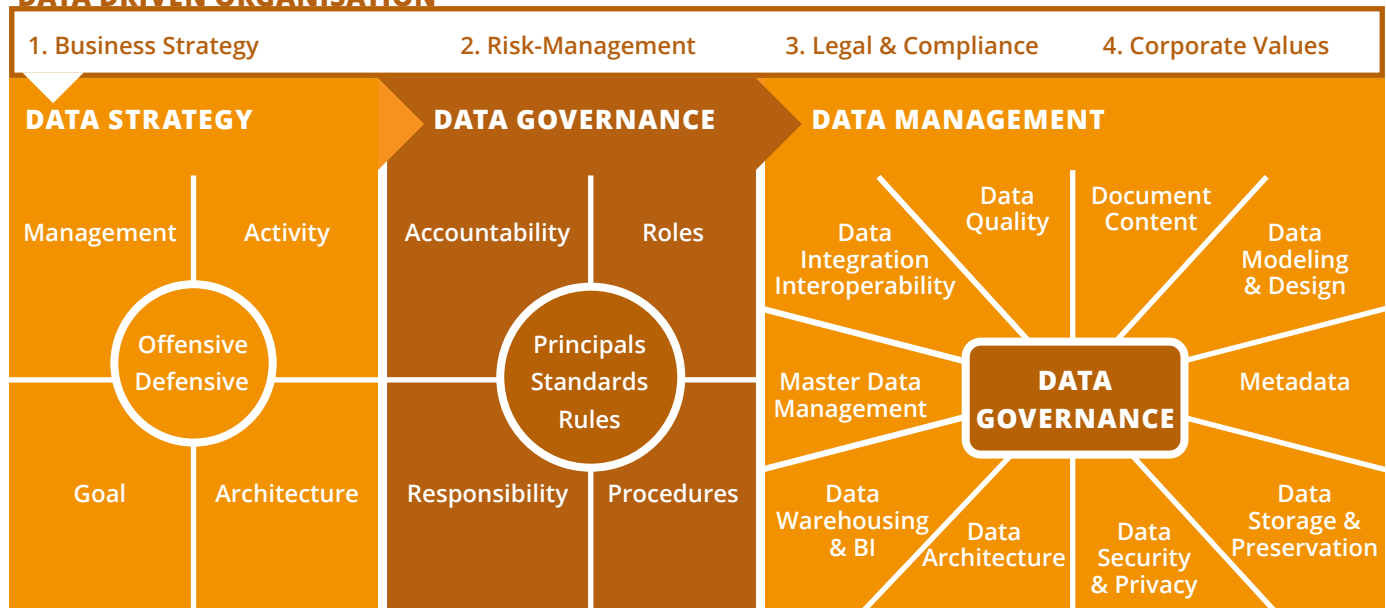 DATA DRIVEN ORGANISATION
1. Business Strategy
2. Risk-Management
3. Legal & Compliance
4. Corporate Values
DATA STRATEGY
Management
Activity
Offensive
Defensive
Goal
Architecture
DATA GOVERNANCE
Accountability
Roles
Principals
Standards
Rules
Responsibility
Procedures
DATA MANAGEMENT
Data
Integration
Interoperability
Data
Quality
Document
Content
Data
Modeling
& Design
Master Data
Management
DATA
GOVERNANCE
Metadata
Data
Warehousing
& BI
Data
Architecture
Data
Security
& Privacy
Data
Storage &
Preservation